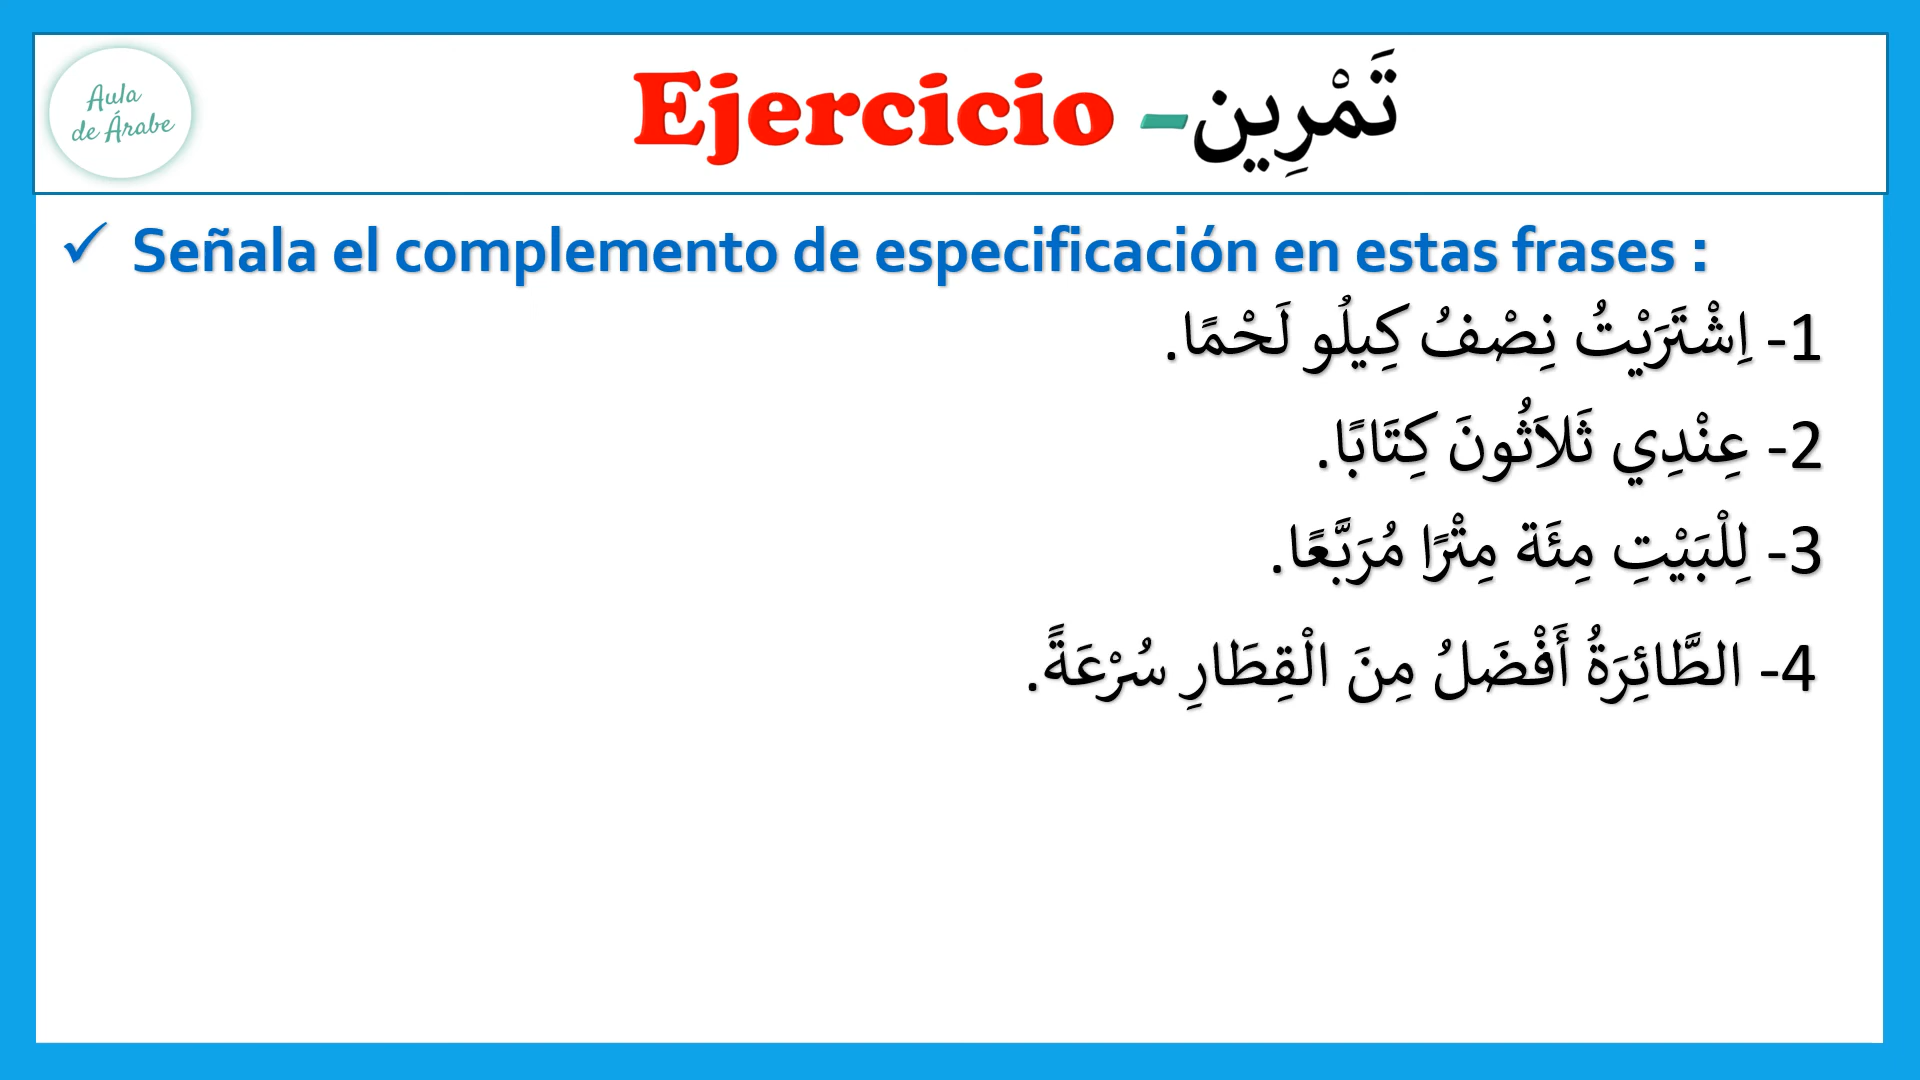 Aula
de Árabe
Ejercicio -تَمْرِين
✓ Señala el complemento de especificación en estas frases :
1- اِشْتَرَيْتُ نِصْفُ كِيلُو لَحْمًا.
2- عِنْدِي ثَلاَثُونَ كِتَابًا.
3- لِلْبَيْتِ مِئَة مِتْرًا مُرَبَّعًا.
4- الطَّائِرَةُ أَفْضَلُ مِنَ الْقِطَارِ سُرْعَةً.